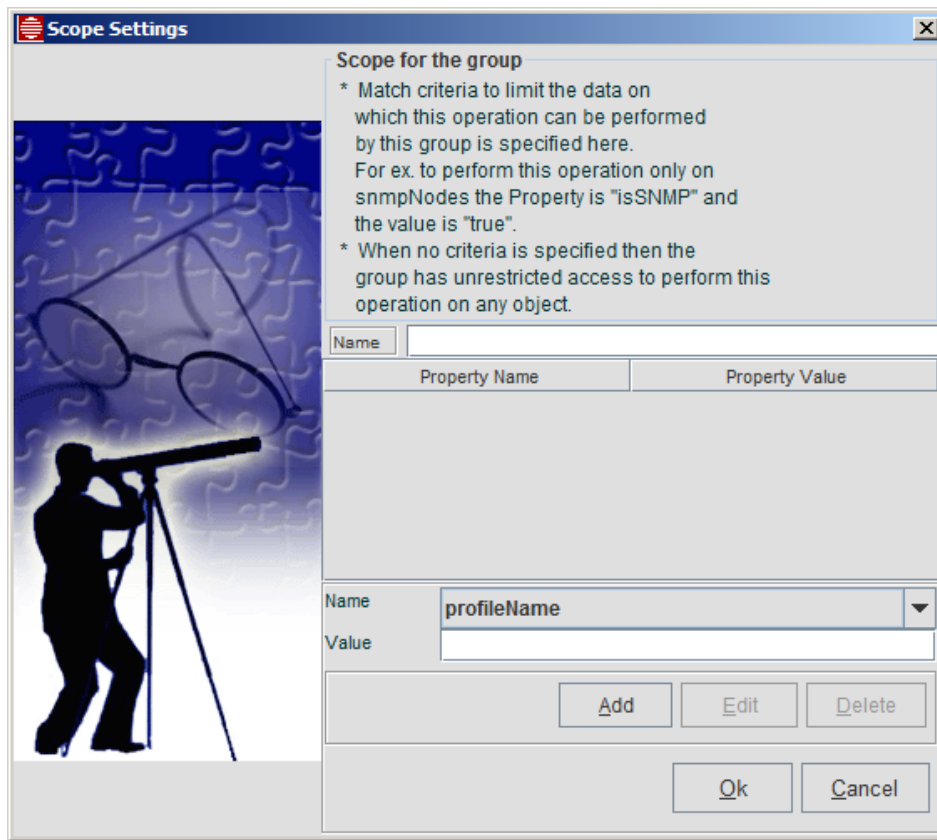 Scope Settings
Scope for the group
* Match criteria to limit the data on
which this operation can be performed
by this group is specified here.
For ex. to perform this operation only on
snmpNodes the Property is "isSNMP" and
the value is "true".
* When no criteria is specified then the
group has unrestricted access to perform this
operation on any object.
Name
Property Name Property Value
Name profileName
Value
Add Edit Delete
Ok Cancel